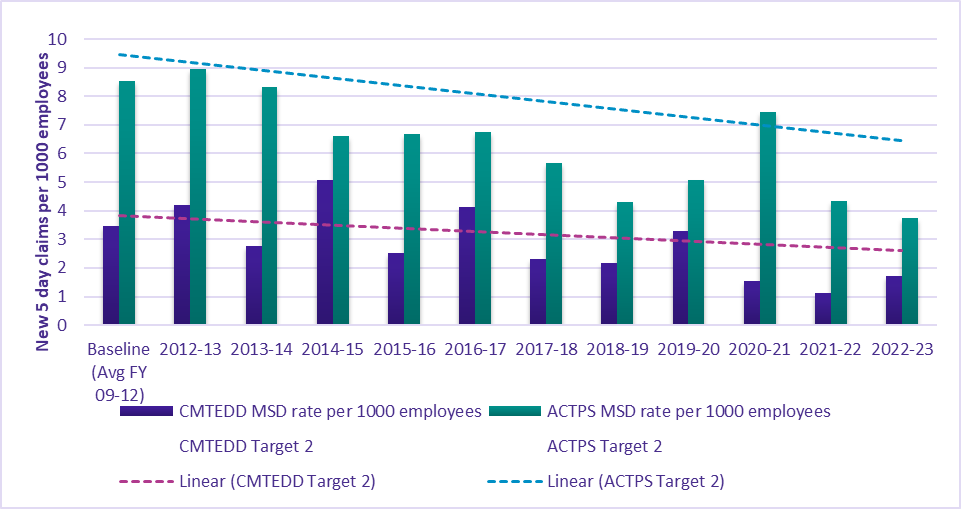 New 5 day claims per 1000 employees
10
9
8
7
6
5
4
3
2
1
0
Baseline 2012-13 2013-14 2014-15 2015-16 2016-17 2017-18 2018-19 2019-20 2020-21 2021-22 2022-23
(Avg FY
09-12)
CMTEDD MSD rate per 1000 employees ACTPS MSD rate per 1000 employees
CMTEDD Target 2 ACTPS Target 2
Linear (CMTEDD Target 2) Linear (ACTPS Target 2)